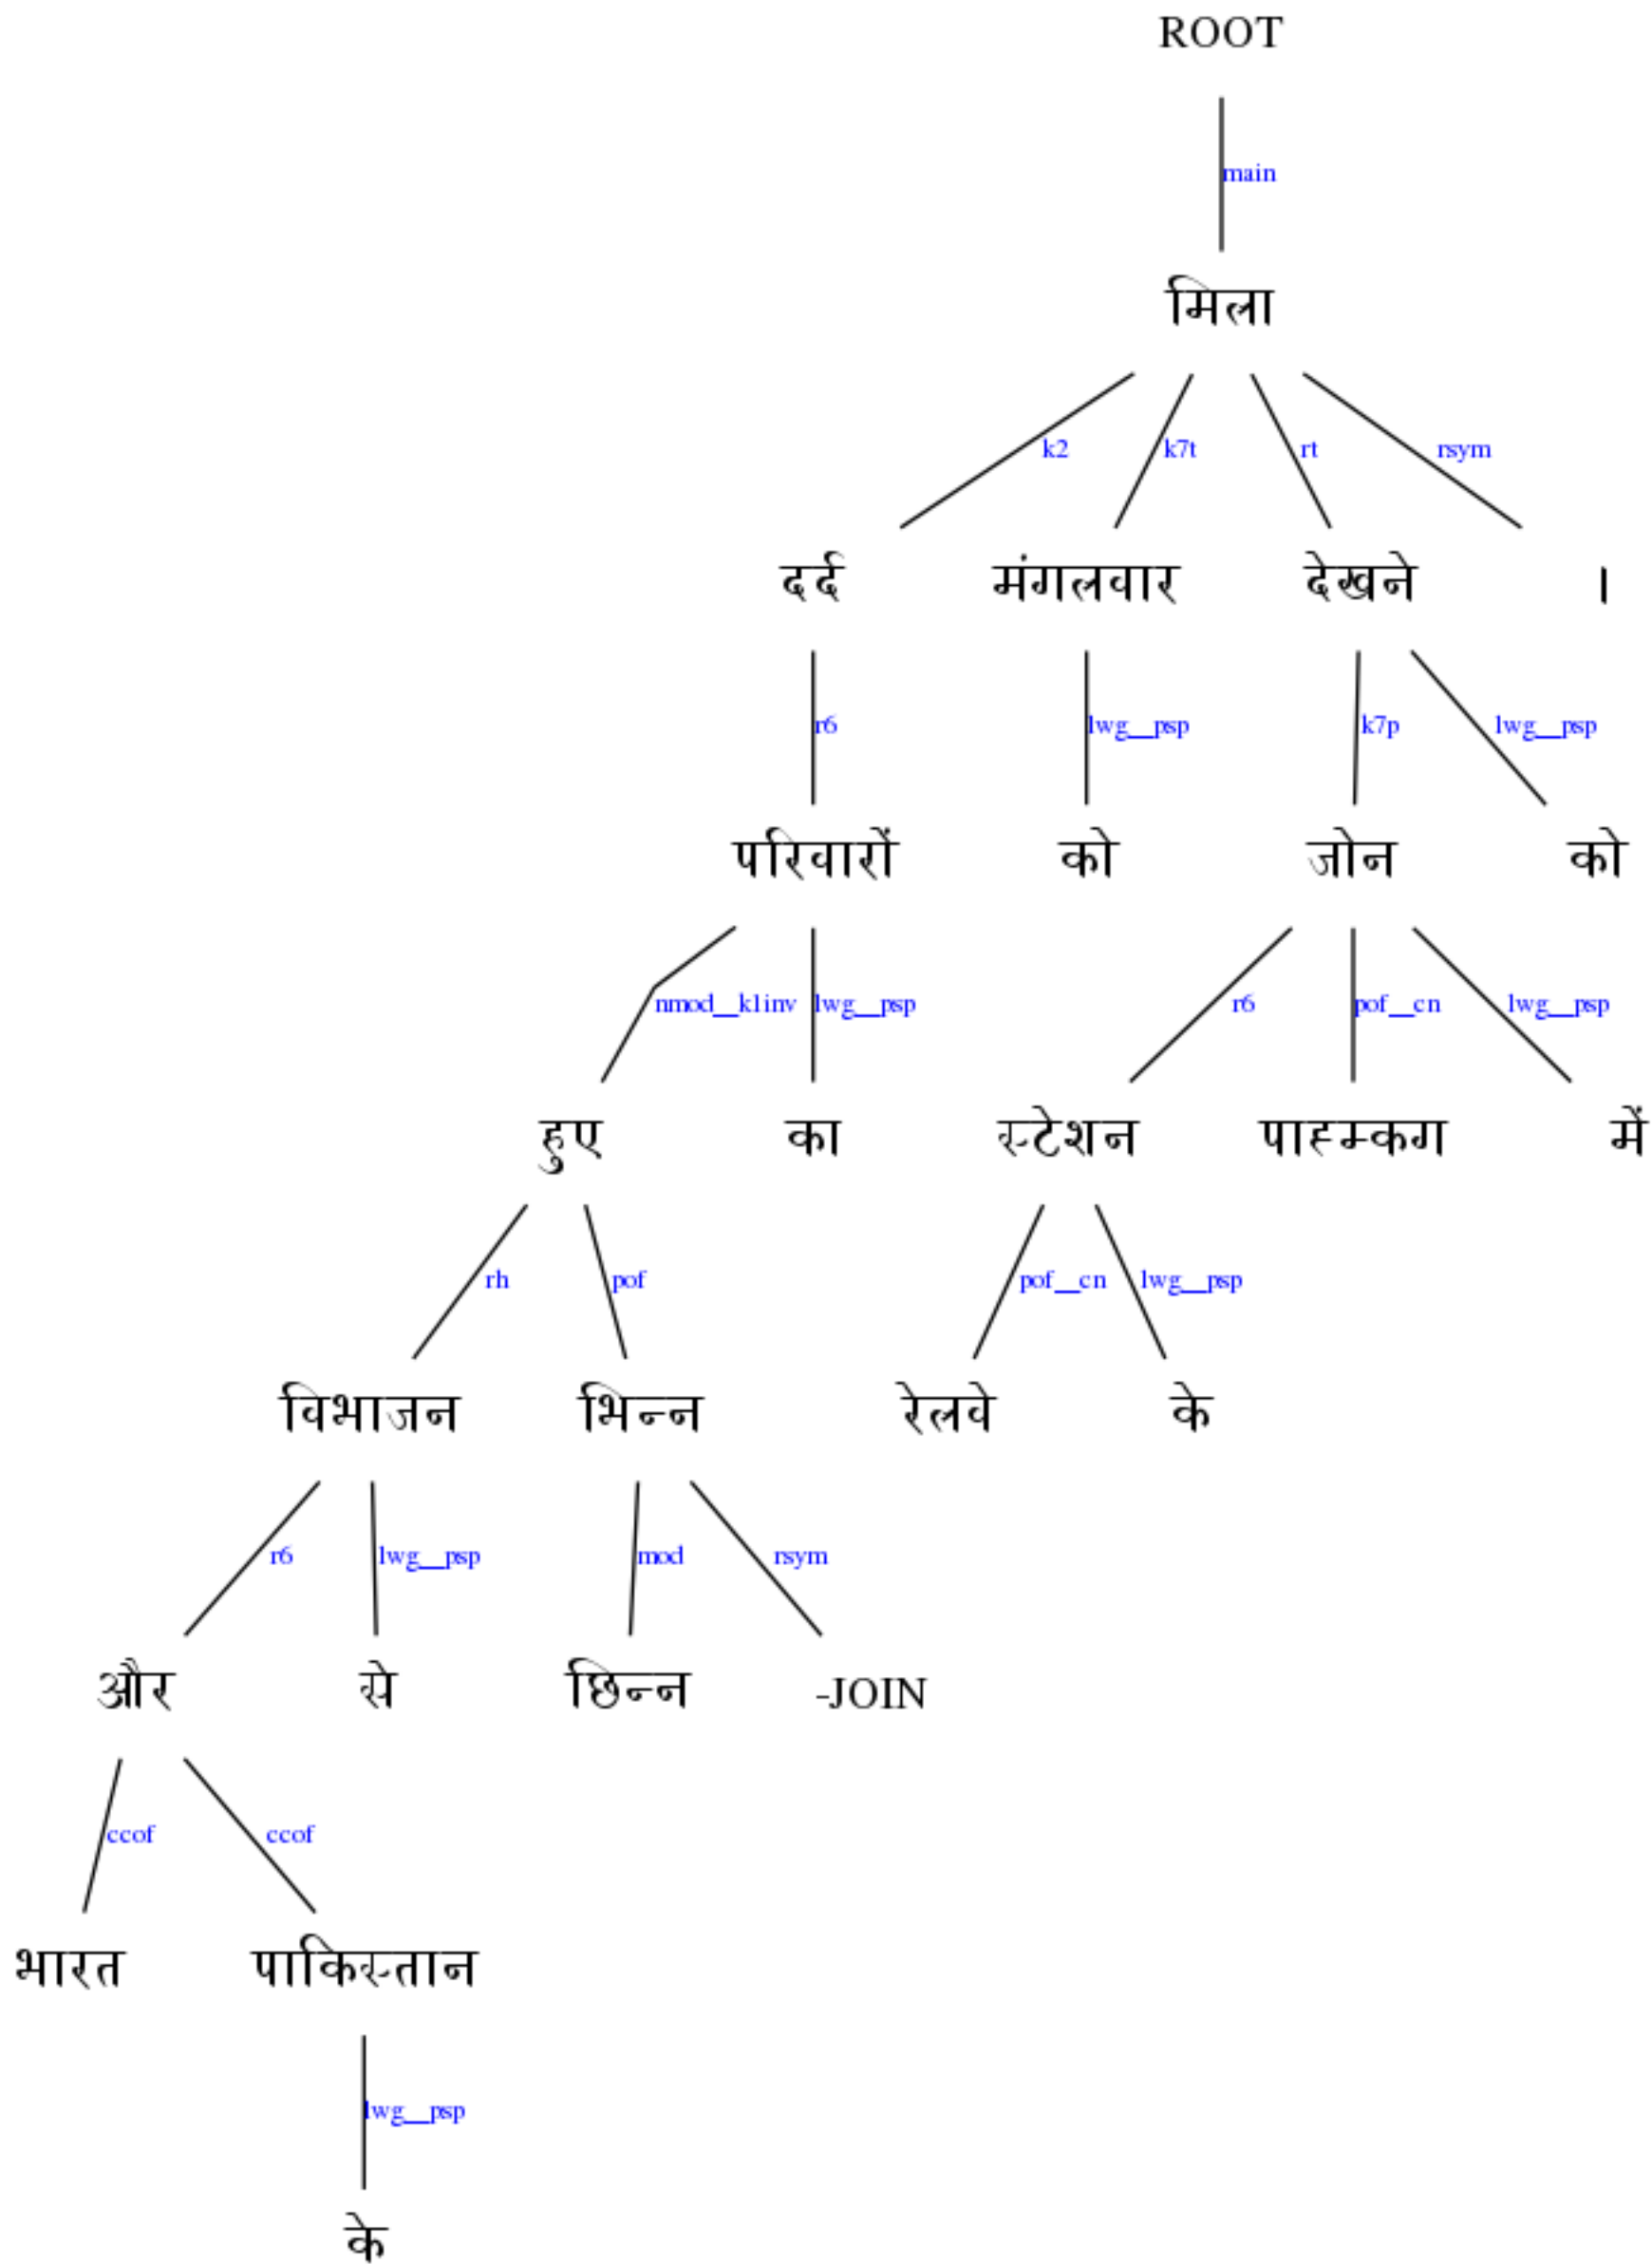 ROOT
main
मिला
k2 k7t rt rsym
दर्द मंगलवार देखने ।
r6 lwg__psp k7p lwg__psp
परिवारों को जोन को
nmod__k1inv lwg__psp r6 pof__cn lwg__psp
हुए का स्टेशन पाह्म्कग में
rh pof pof__cn lwg__psp
विभाजन भिन्न रेलवे के
r6 lwg__psp mod rsym
और से छिन्न -JOIN
ccof ccof
भारत पाकिस्तान
lwg__psp
के